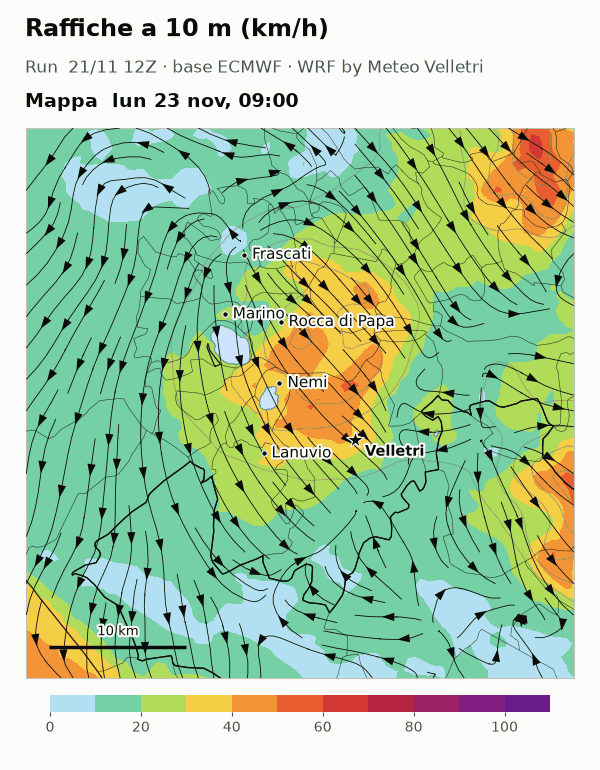 Raffiche a 10 m (km/h)
Run  21/11 12Z · base ECMWF · WRF by Meteo Velletri
Mappa  lun 23 nov, 09:00
Frascati
Marino
Rocca di Papa
Nemi
Velletri
Lanuvio
10 km
0 20 40 60 80 100